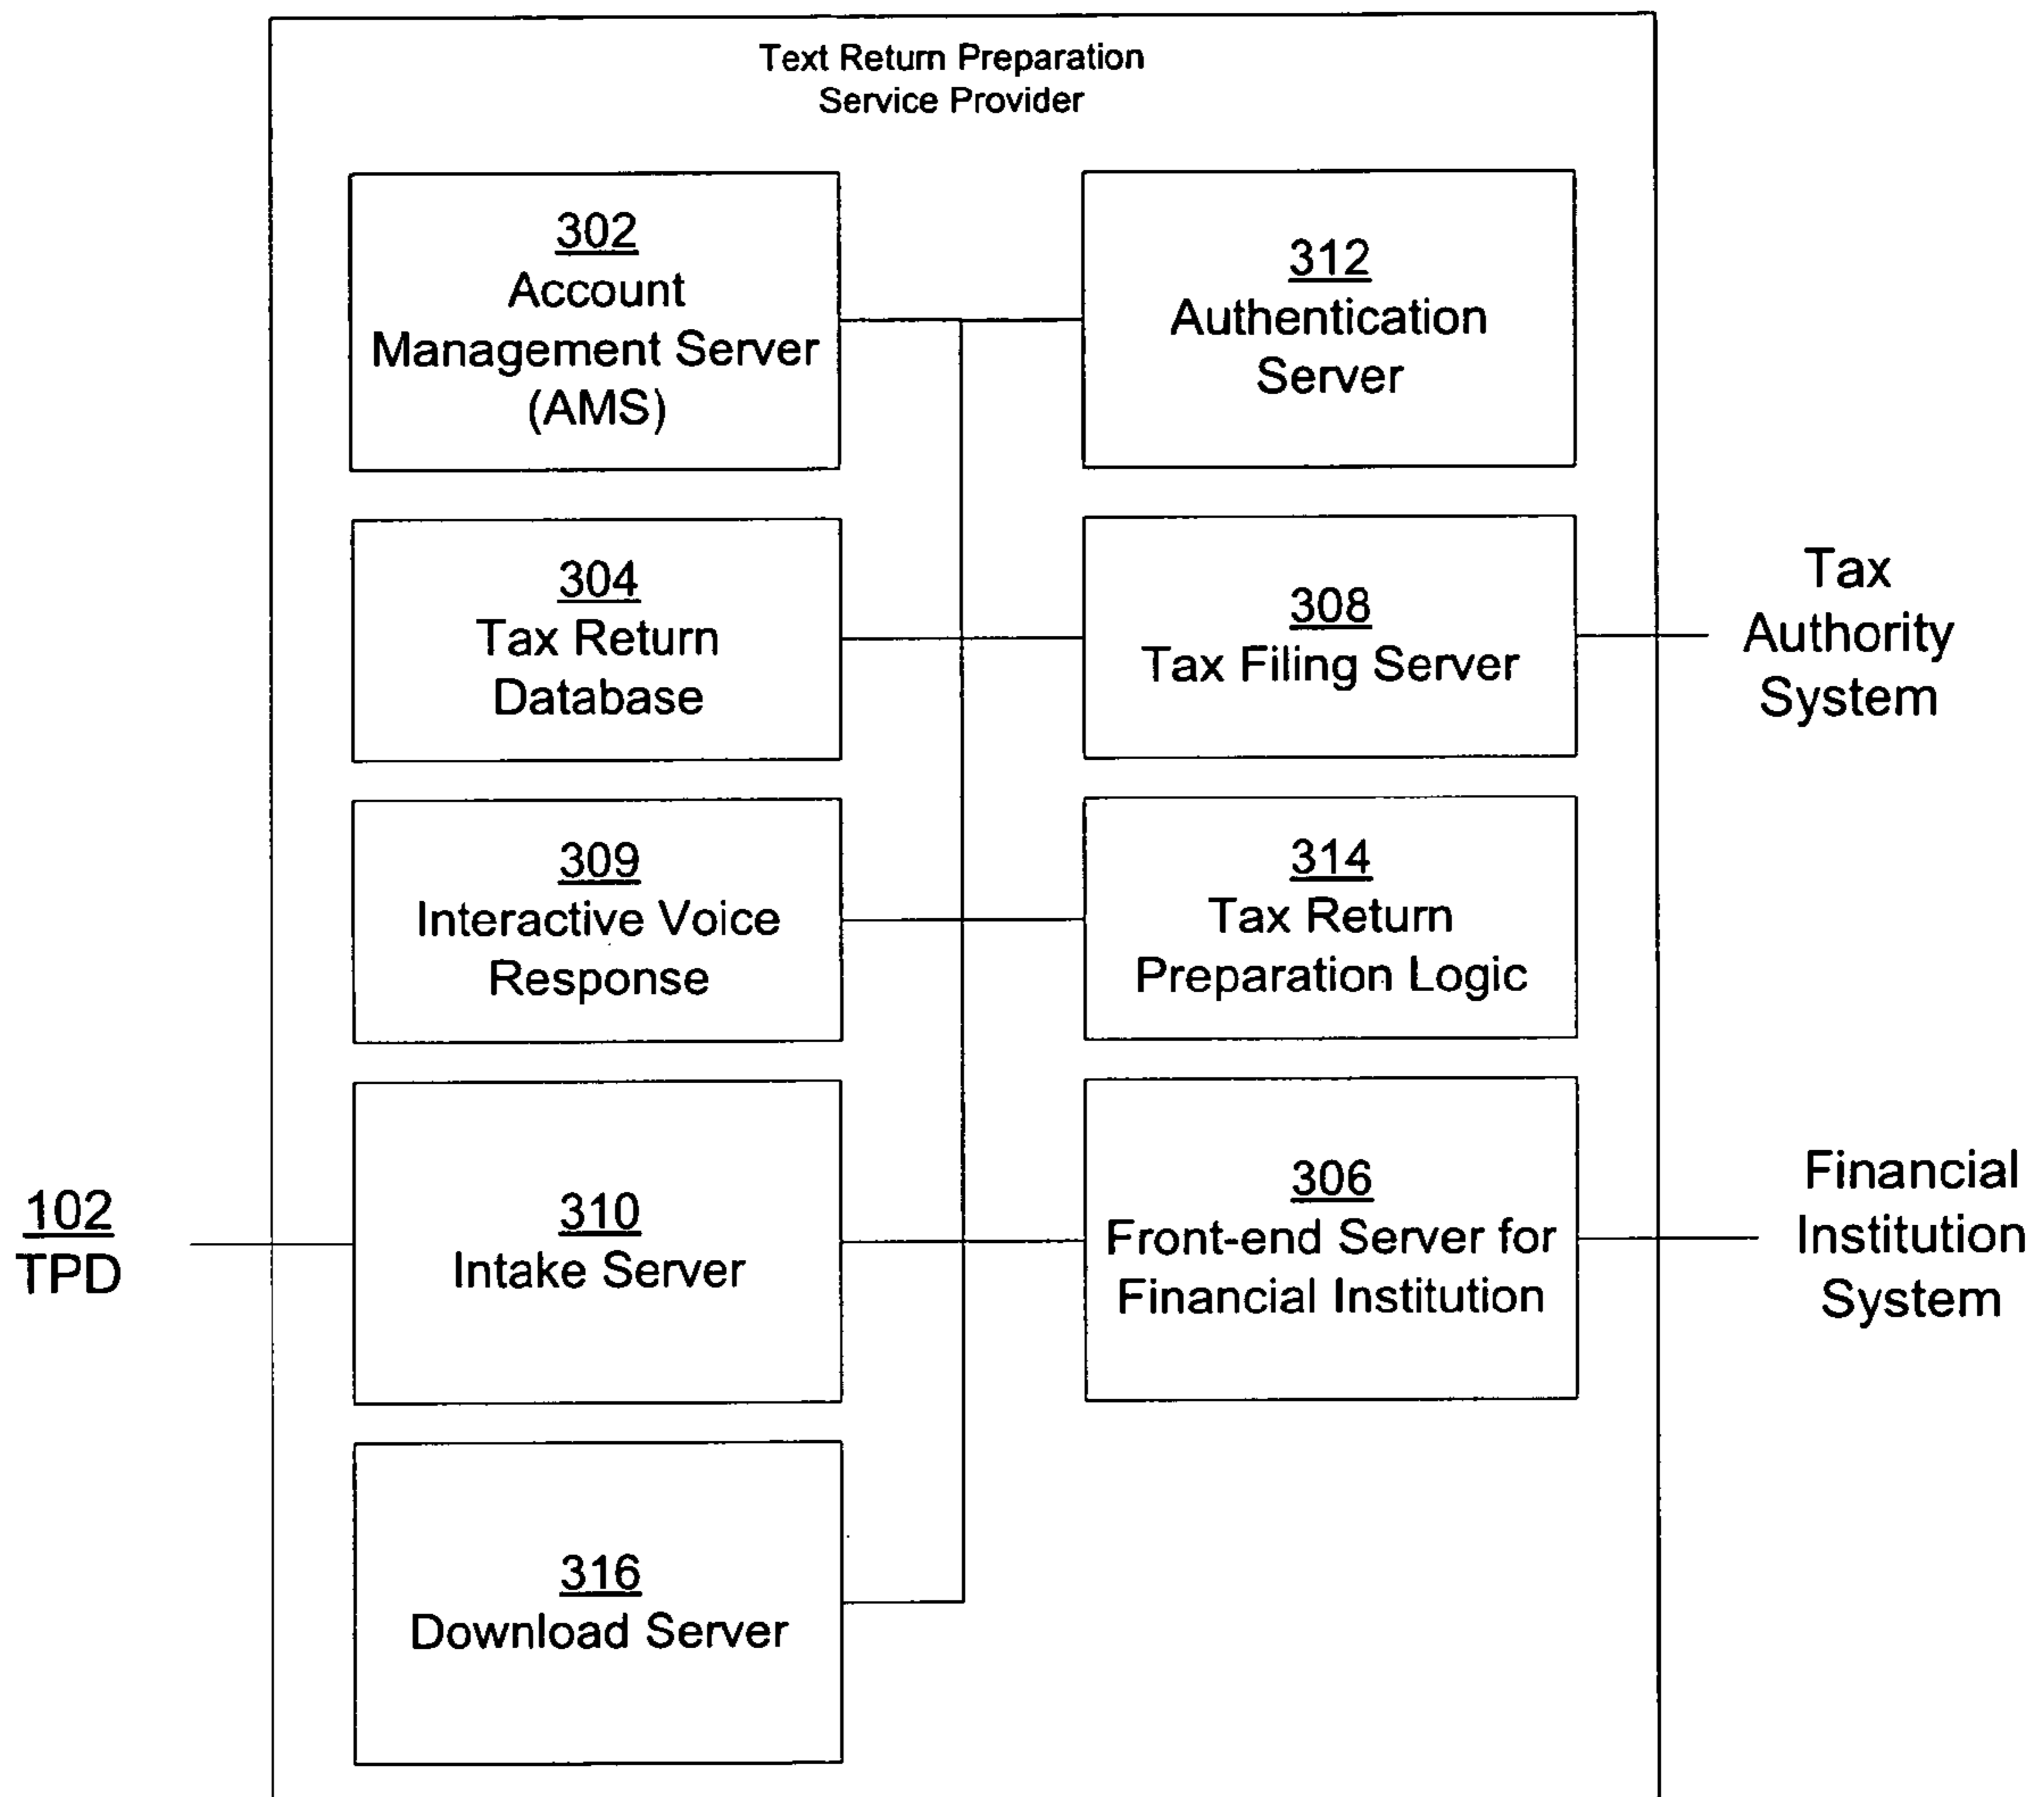 Text Return Preparation
Service Provider
302
Account
Management Server
(AMS)
312
Authentication
Server
304
Tax Return
Database
308
Tax Filing Server
Tax
Authority
System
309
Interactive Voice
Response
314
Tax Return
Preparation Logic
102
TPD
310
Intake Server
306
Front-end Server for
Financial Institution
Financial
Institution
System
316
Download Server